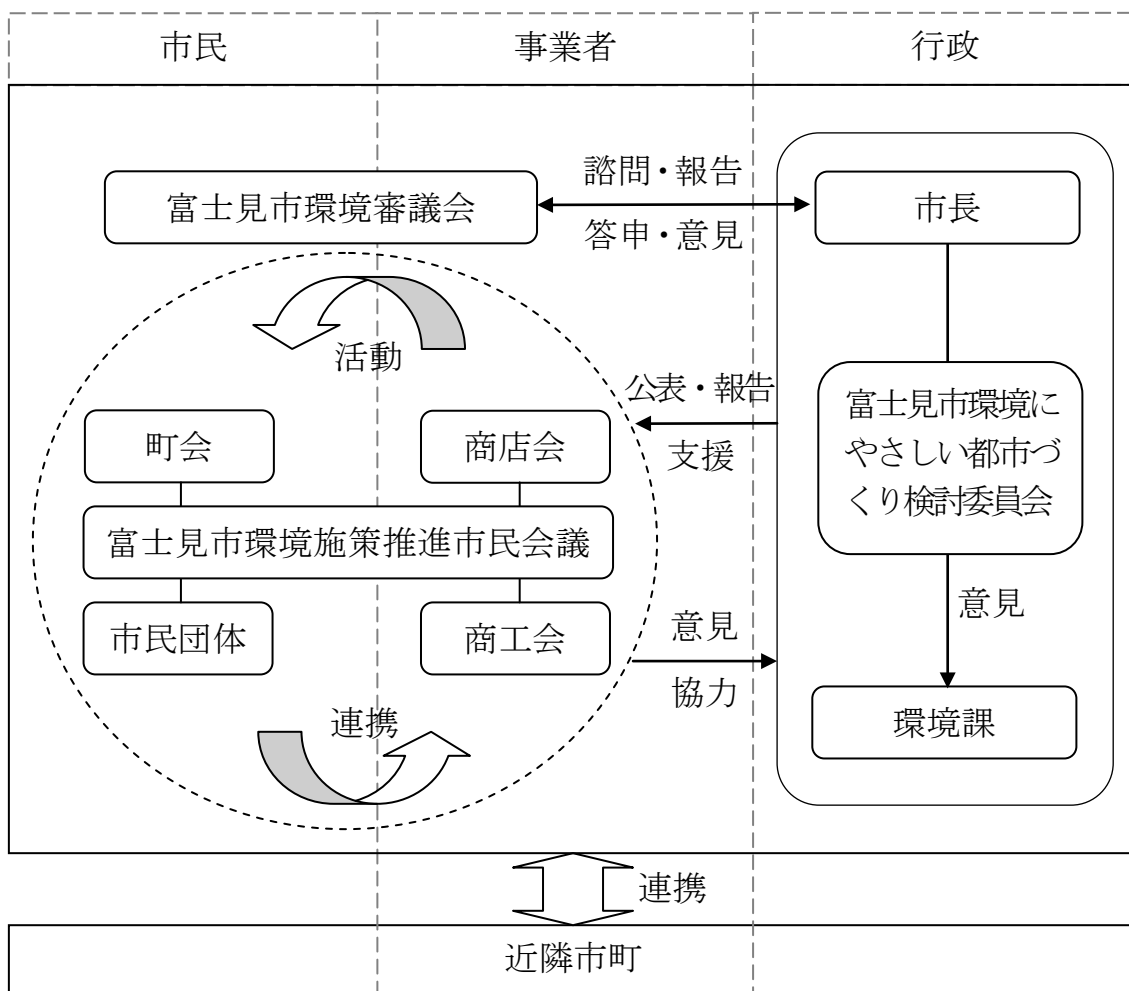 市民
事業者
行政
諮問・報告
富士見市環境審議会
市長
答申・意見
活動
公表・報告
支援
富士見市環境に
やさしい都市づ
くり検討委員会
町会
商店会
富士見市環境施策推進市民会議
市民団体
商工会
意見
協力
意見
環境課
連携
連携
近隣市町